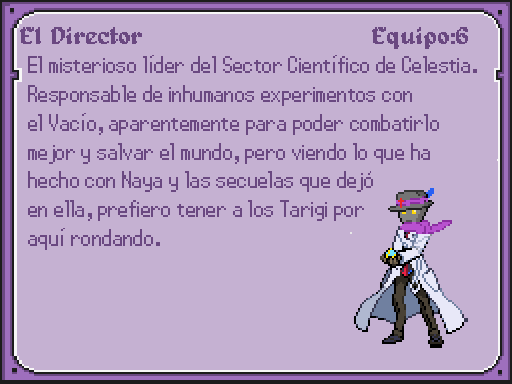 El Director
Equipo:6
El misterioso líder del Sector Científico de Celestia.
Responsable de inhumanos experimentos con
el Vacío, aparentemente para poder combatirlo
mejor y salvar el mundo, pero viendo lo que ha
hecho con Naya y las secuelas que dejó
en ella, prefiero tener a los Tarigi por
aquí rondando.